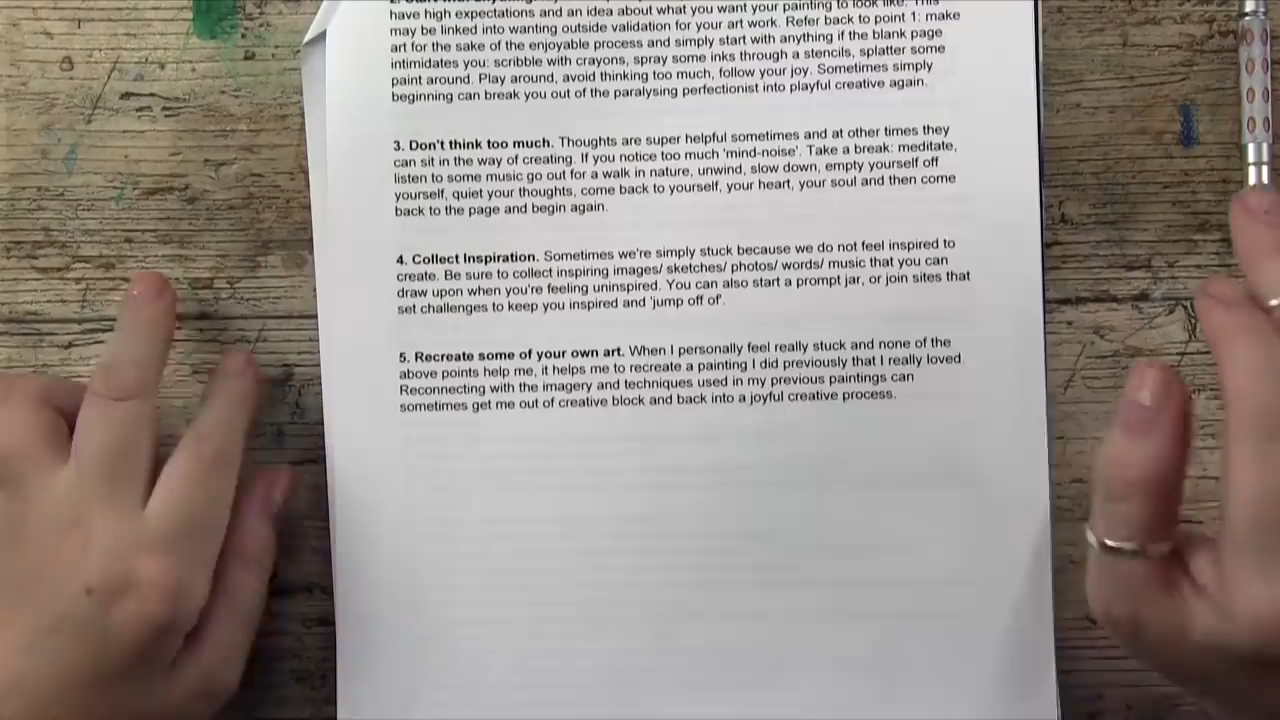 have high expectations and an idea about what you want your painting to look like. This
may be linked into wanting outside validation for your art work. Refer back to point 1: make
art for the sake of the enjoyable process and simply start with anything if the blank page
intimidates you: scribble with crayons, spray some inks through a stencils, splatter some
paint around. Play around, avoid thinking too much, follow your joy. Sometimes simply
beginning can break you out of the paralysing perfectionist into playful creative again.
3. Don't think too much. Thoughts are super helpful sometimes and at other times they
can sit in the way of creating. If you notice too much 'mind-noise'. Take a break: meditate,
listen to some music go out for a walk in nature, unwind, slow down, empty yourself off
yourself, quiet your thoughts, come back to yourself, your heart, your soul and then come
back to the page and begin again.
4. Collect Inspiration. Sometimes we're simply stuck because we do not feel inspired to
create. Be sure to collect inspiring images/ sketches/ photos/ words/ music that you can
draw upon when you're feeling uninspired. You can also start a prompt jar, or join sites that
set challenges to keep you inspired and 'jump off of'.
5. Recreate some of your own art. When I personally feel really stuck and none of the
above points help me, it helps me to recreate a painting I did previously that I really loved.
Reconnecting with the imagery and techniques used in my previous paintings can
sometimes get me out of creative block and back into a joyful creative process.